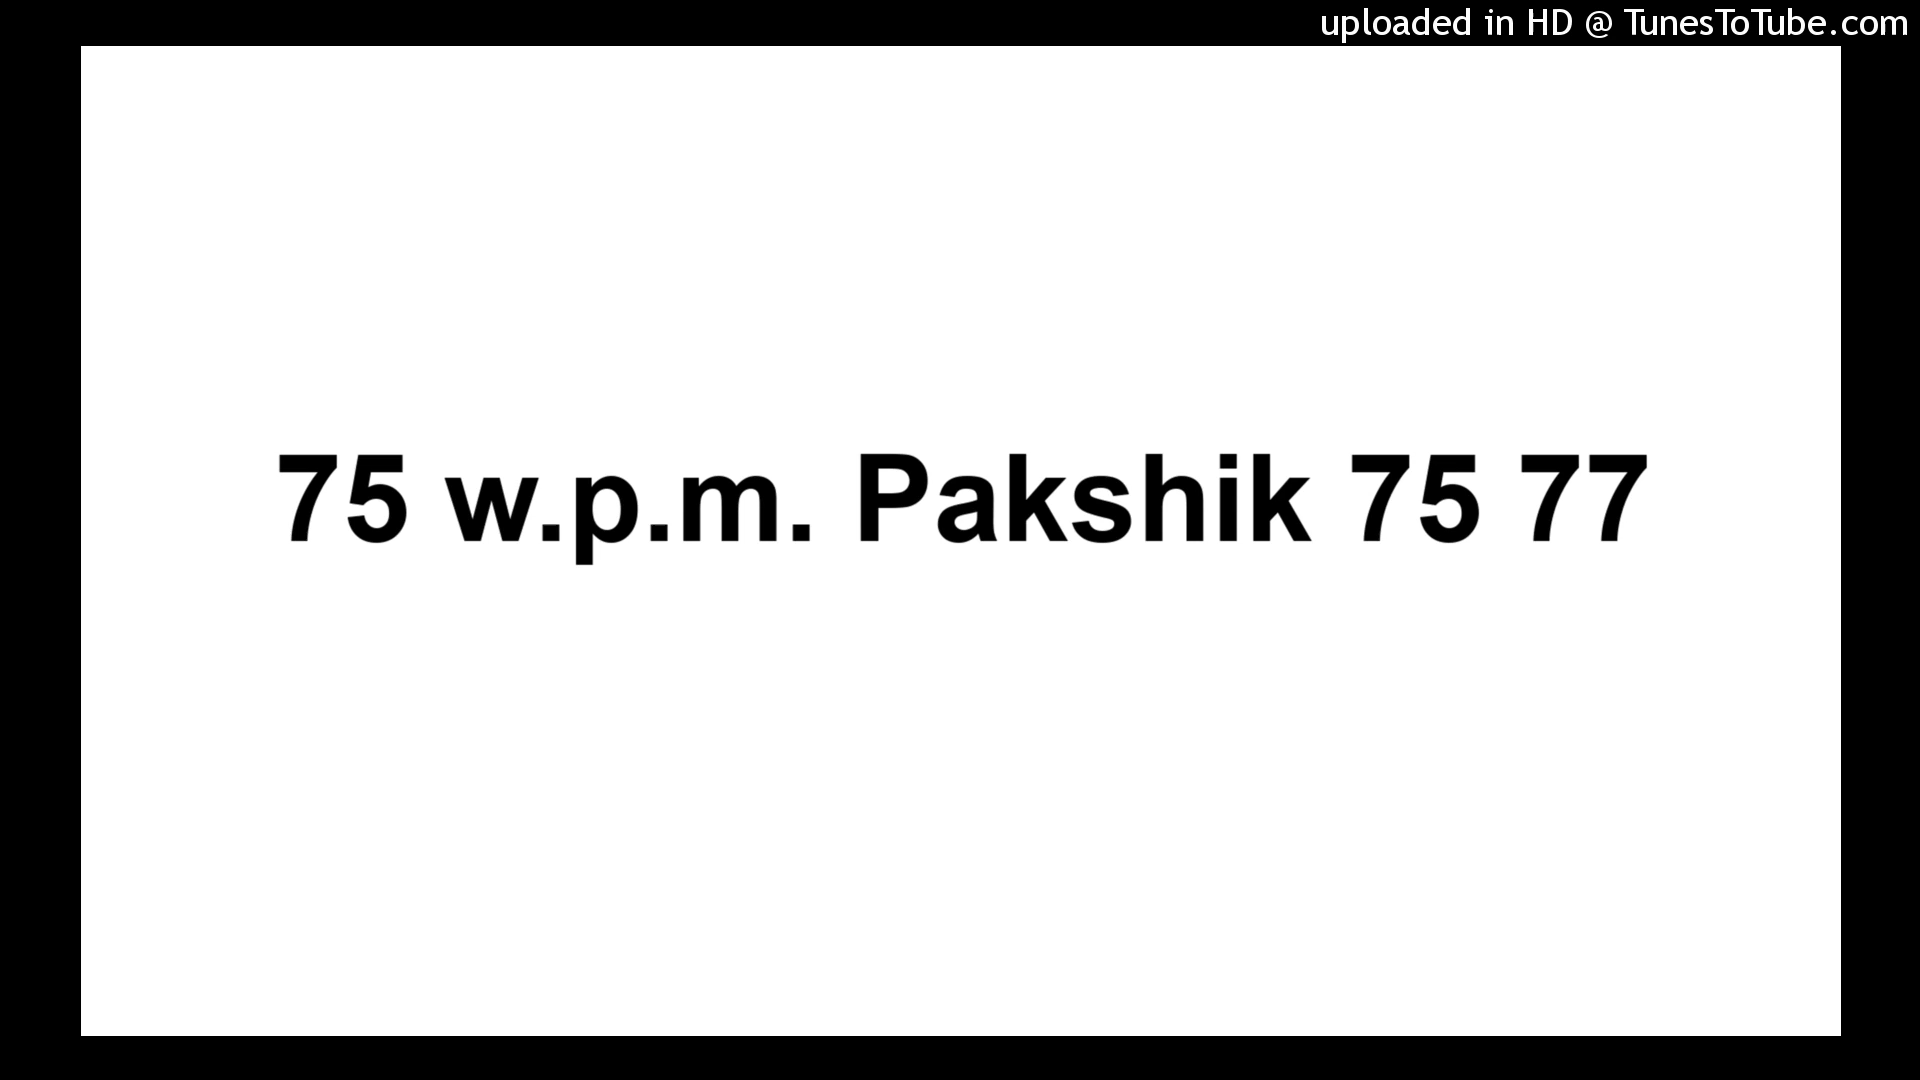 uploaded in HD @ TunesToTube.com
75 w.p.m. Pakshik 75 77